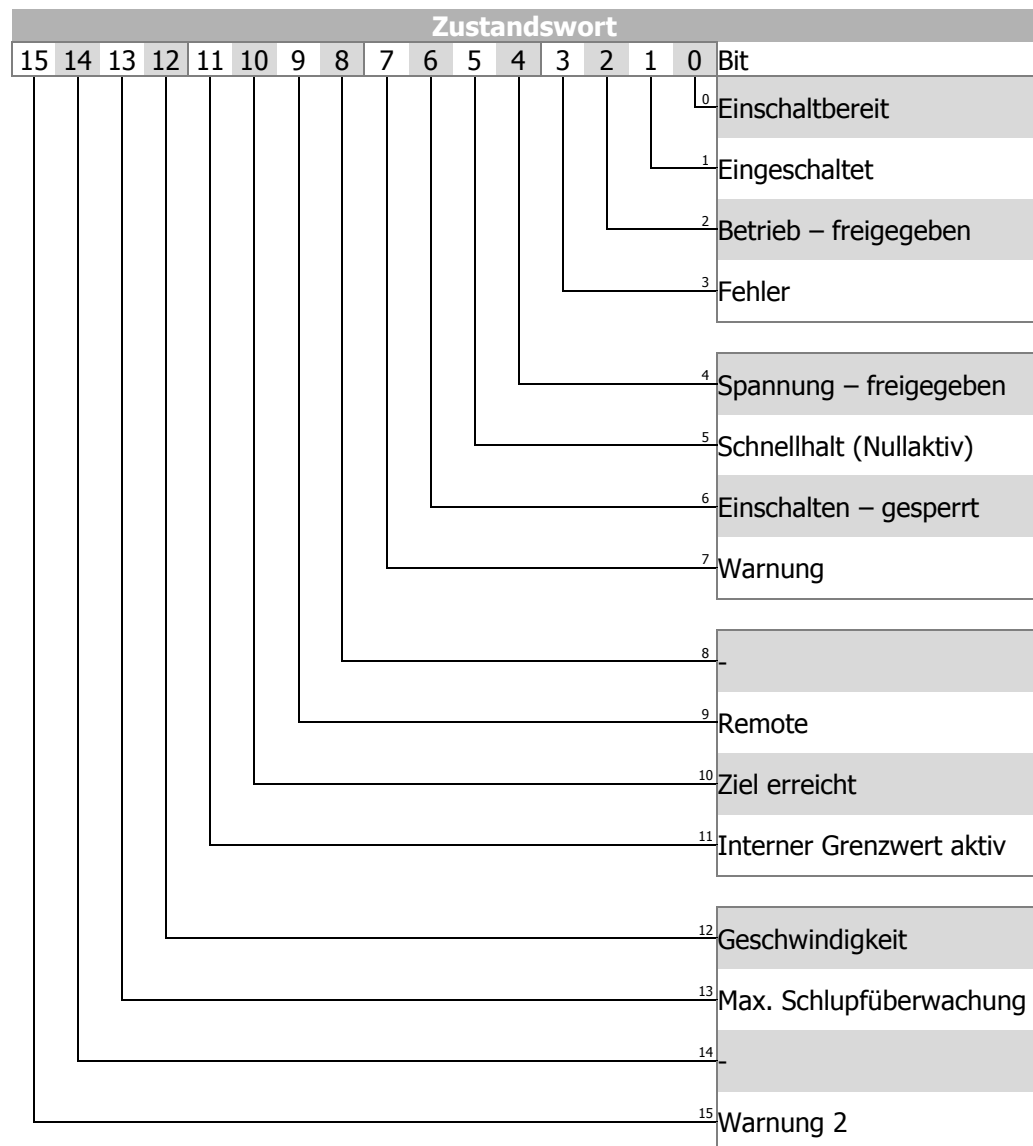 Zustandswort
15 14 13 12 11 10 9 8 7 6 5 4 3 2 1 0 Bit
0 Einschaltbereit
1 Eingeschaltet
2 Betrieb – freigegeben
3 Fehler
4 Spannung – freigegeben
5 Schnellhalt (Nullaktiv)
6 Einschalten – gesperrt
7 Warnung
8 -
9 Remote
10 Ziel erreicht
11 Interner Grenzwert aktiv
12 Geschwindigkeit
13 Max. Schlupfüberwachung
14 -
15 Warnung 2